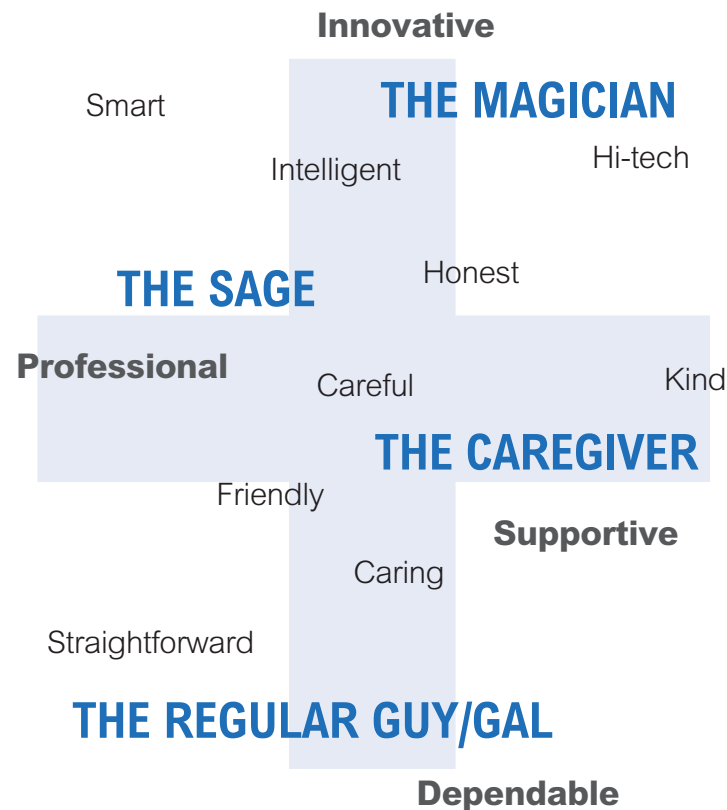 Innovative
Smart
THE MAGICIAN
Intelligent
Hi-tech
Honest
THE SAGE
Professional
Careful
Kind
THE CAREGIVER
Friendly
Supportive
Caring
Straightforward
THE REGULAR GUY/GAL
Dependable